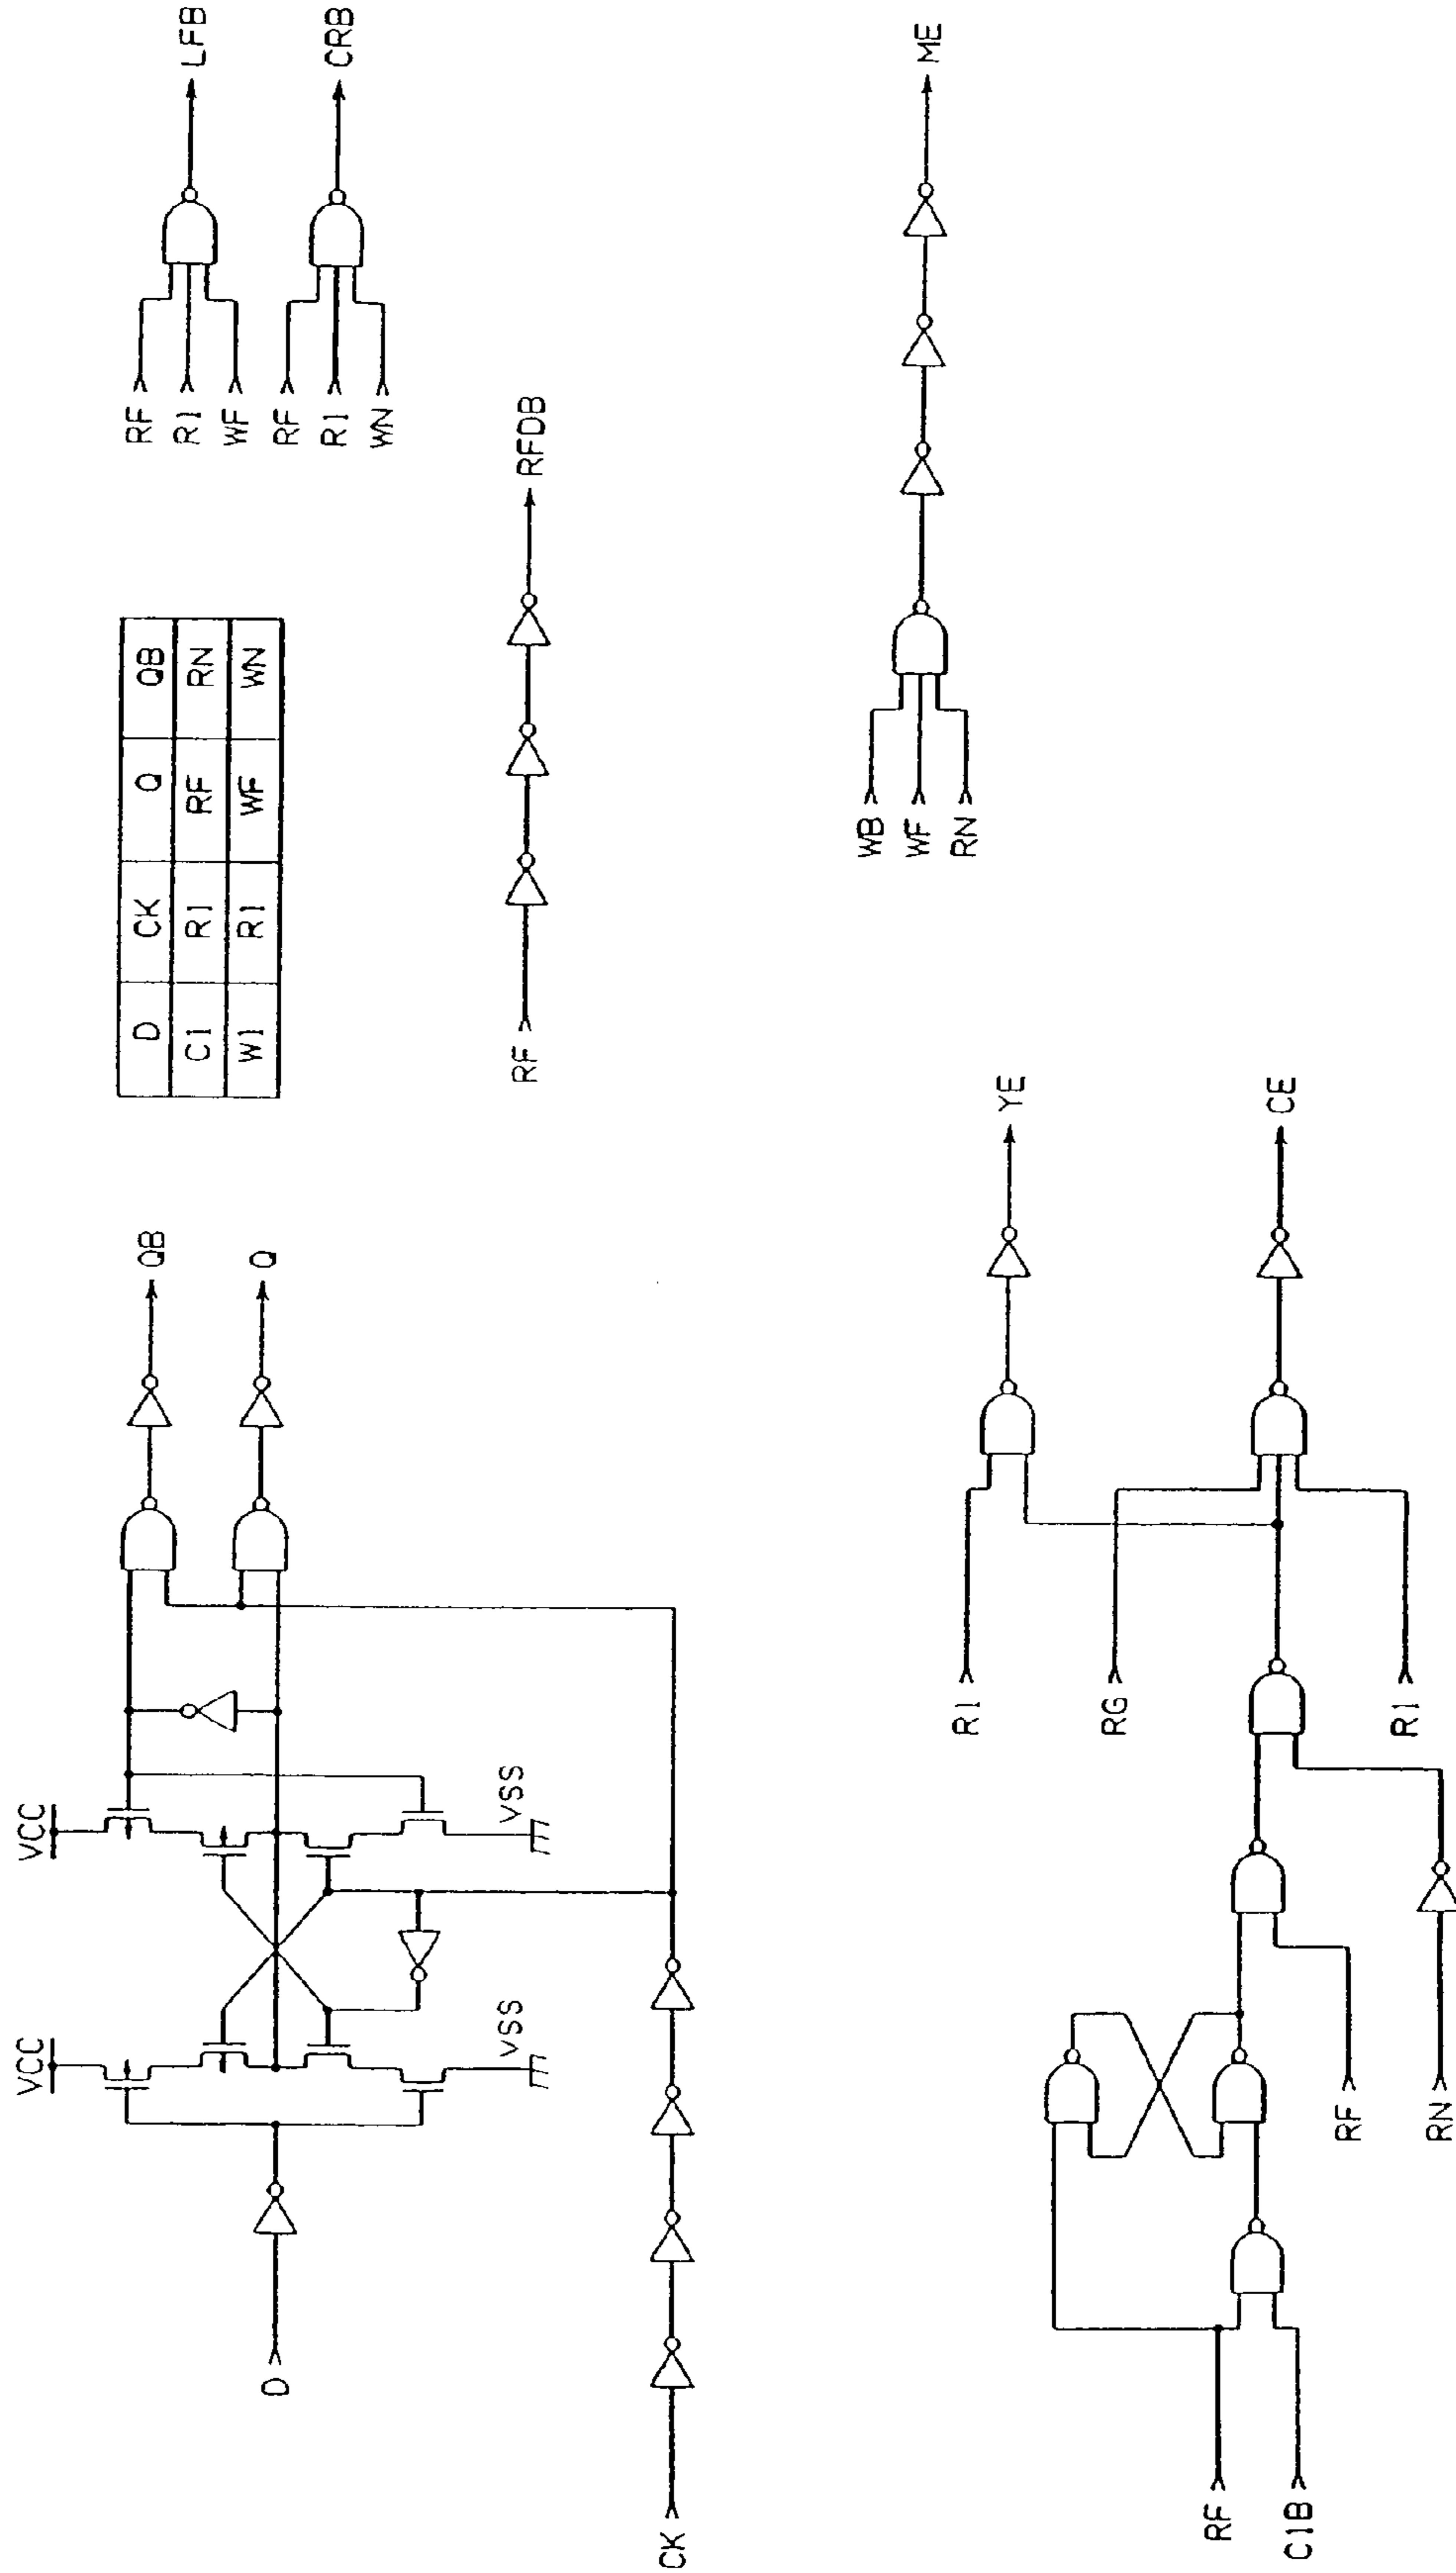 D
CK
VCC
VSS
VCC
VSS
QB
Q
D CK Q QB
C1 R1 RF RN
W1 R1 WF WN
RF
R1
WF
LFB
RF
R1
WN
CRB
RF
RFDB
RF
C1B
RF
RN
R1
RG
R1
YE
CE
WB
WF
RN
ME